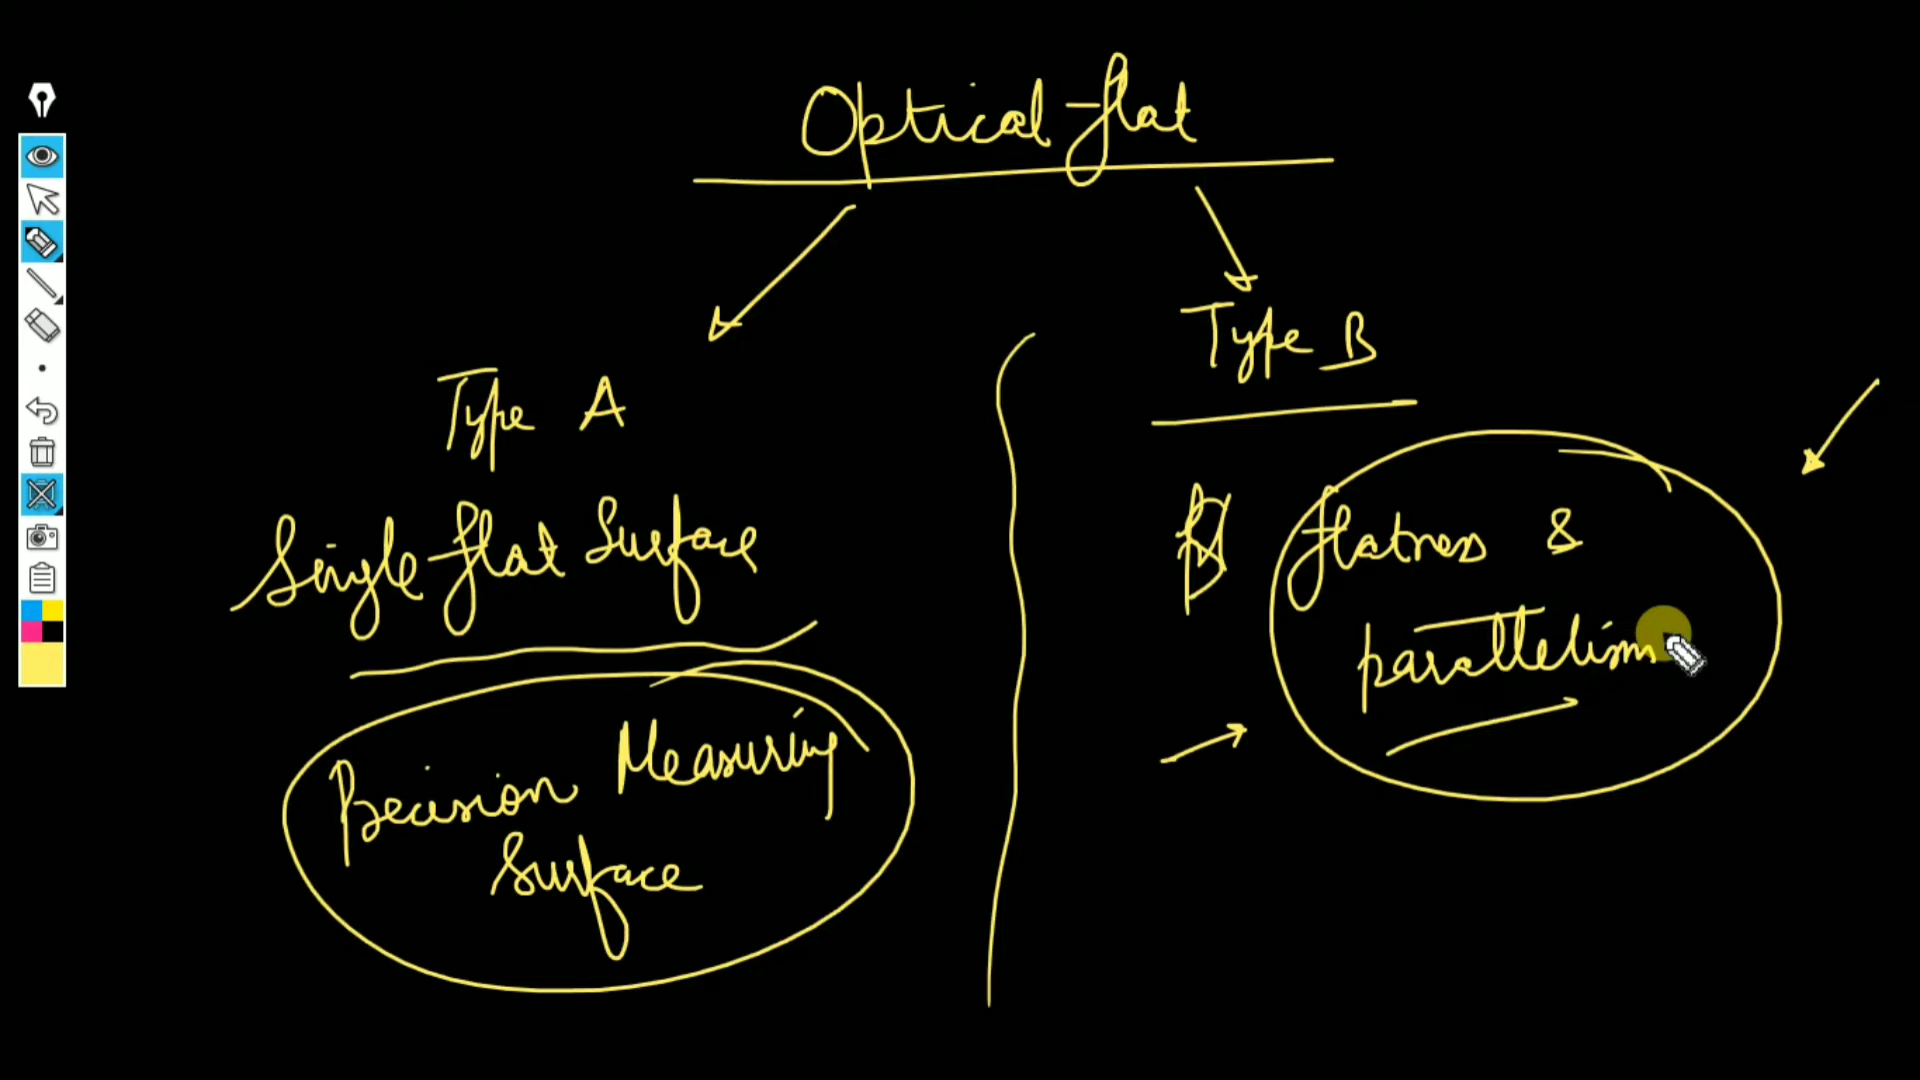 Optical flat
Type A
Single flat Surface
Precision Measuring
Surface
Type B
flatness &
parallelism